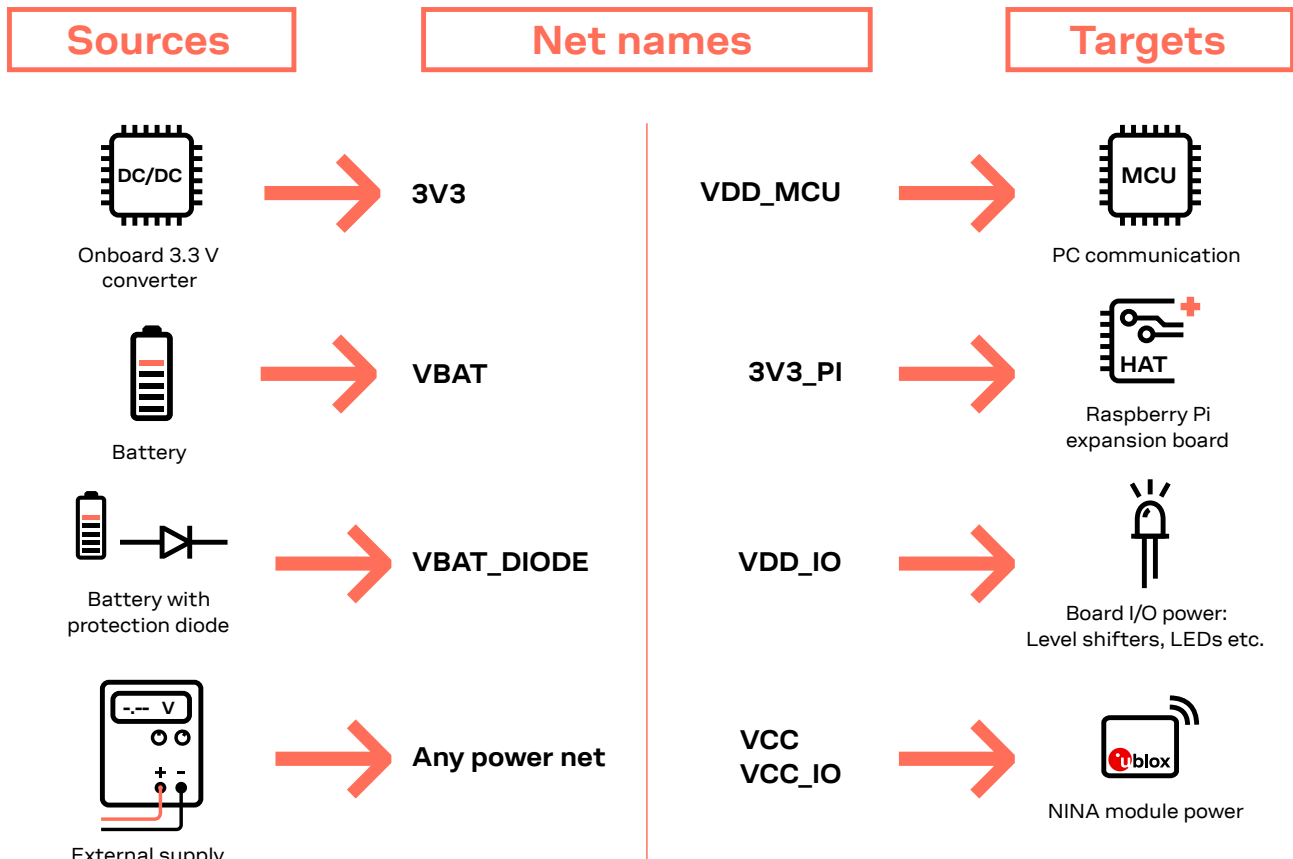 Sources
Net names
Targets
DC/DC
Onboard 3.3 V
converter
3V3
VDD_MCU
MCU
PC communication
Battery
VBAT
3V3_PI
HAT
Raspberry Pi
expansion board
Battery with
protection diode
VBAT_DIODE
VDD_IO
Board I/O power:
Level shifters, LEDs etc.
-.-- V
+ -
External supply
Any power net
VCC
VCC_IO
ublox
NINA module power